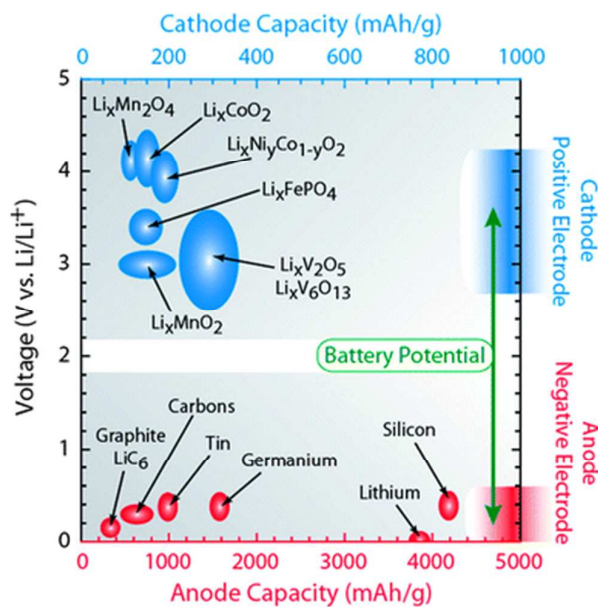 Cathode Capacity (mAh/g)
0 200 400 600 800 1000
5
4
3
2
1
0
Voltage (V vs. Li/Li⁺)
LiₓMn₂O₄
LiₓCoO₂
LiₓNiᵧCo₁₋ᵧO₂
LiₓFePO₄
LiₓV₂O₅
LiₓV₆O₁₃
LiₓMnO₂
Cathode
Positive Electrode
Battery Potential
Carbons
Graphite
LiC₆
Tin
Germanium
Silicon
Lithium
Anode
Negative Electrode
0 1000 2000 3000 4000 5000
Anode Capacity (mAh/g)